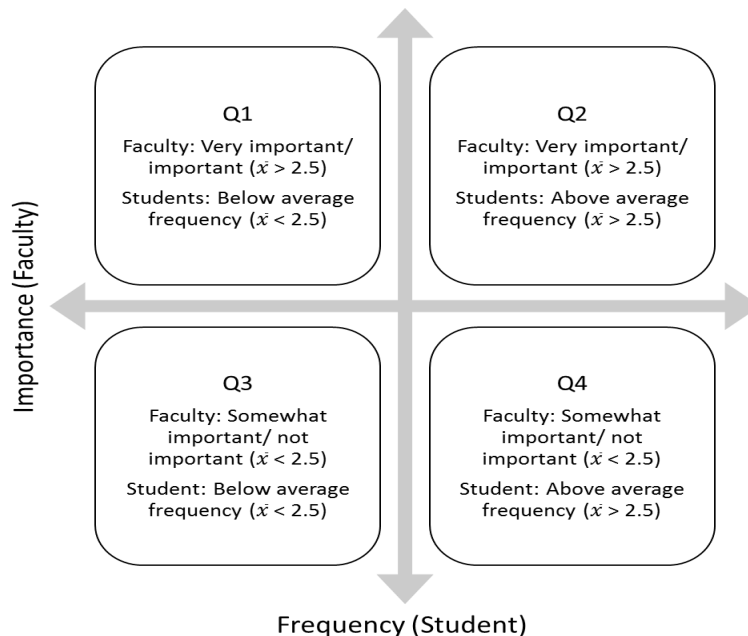 Q1
Faculty: Very important/
important (x̄ > 2.5)
Students: Below average
frequency (x̄ < 2.5)
Q2
Faculty: Very important/
important (x̄ > 2.5)
Students: Above average
frequency (x̄ > 2.5)
Importance (Faculty)
Q3
Faculty: Somewhat
important/ not
important (x̄ < 2.5)
Student: Below average
frequency (x̄ < 2.5)
Q4
Faculty: Somewhat
important/ not
important (x̄ < 2.5)
Student: Above average
frequency (x̄ > 2.5)
Frequency (Student)